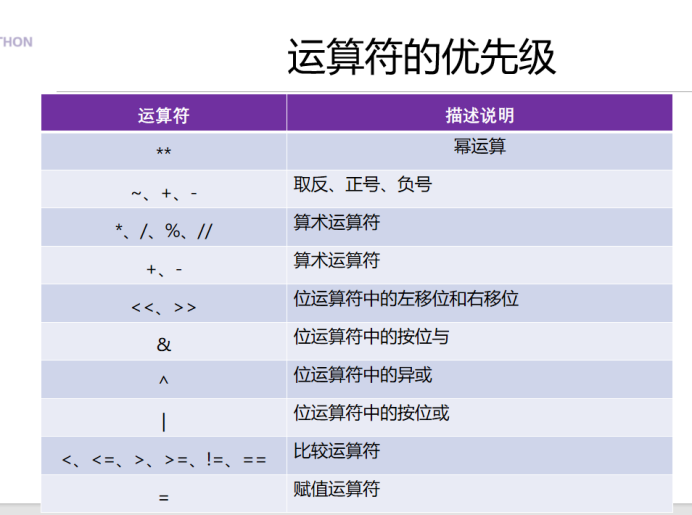 THON
运算符的优先级
运算符 描述说明
** 幂运算
~、+、- 取反、正号、负号
*、/、%、// 算术运算符
+、- 算术运算符
<<、>> 位运算符中的左移位和右移位
& 位运算符中的按位与
^ 位运算符中的异或
| 位运算符中的按位或
<、<=、>、>=、!=、== 比较运算符
= 赋值运算符